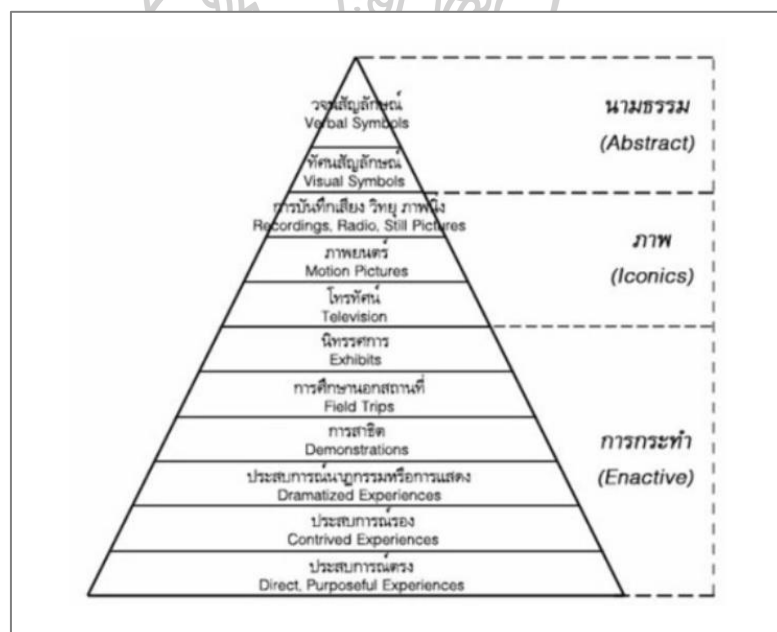 วจนสัญลักษณ์
Verbal Symbols
ทัศนสัญลักษณ์
Visual Symbols
การบันทึกเสียง วิทยุ ภาพนิ่ง
Recordings, Radio, Still Pictures
ภาพยนตร์
Motion Pictures
โทรทัศน์
Television
นิทรรศการ
Exhibits
การศึกษานอกสถานที่
Field Trips
การสาธิต
Demonstrations
ประสบการณ์นาฏกรรมหรือการแสดง
Dramatized Experiences
ประสบการณ์รอง
Contrived Experiences
ประสบการณ์ตรง
Direct, Purposeful Experiences
นามธรรม
(Abstract)
ภาพ
(Iconics)
การกระทำ
(Enactive)